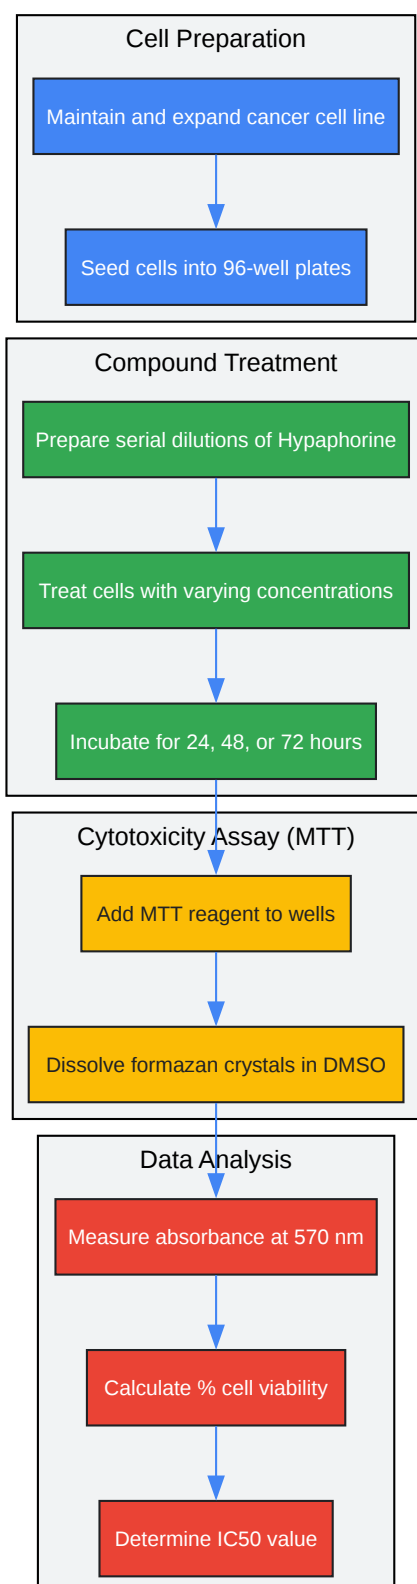 Cell Preparation
Maintain and expand cancer cell line
Seed cells into 96-well plates
Compound Treatment
Prepare serial dilutions of Hypaphorine
Treat cells with varying concentrations
Incubate for 24, 48, or 72 hours
Cytotoxicity Assay (MTT)
Add MTT reagent to wells
Dissolve formazan crystals in DMSO
Data Analysis
Measure absorbance at 570 nm
Calculate % cell viability
Determine IC50 value